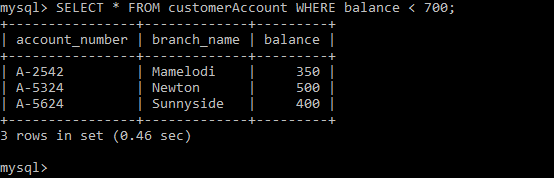 mysql> SELECT * FROM customerAccount WHERE balance < 700;
+----------------+-------------+---------+
| account_number | branch_name | balance |
+----------------+-------------+---------+
| A-2542         | Mamelodi    |     350 |
| A-5324         | Newton      |     500 |
| A-5624         | Sunnyside   |     400 |
+----------------+-------------+---------+
3 rows in set (0.46 sec)
mysql>